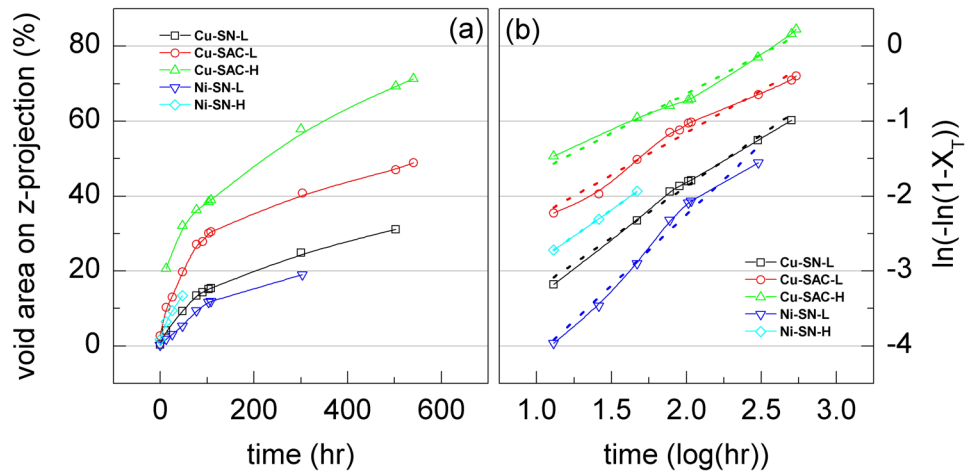 void area on z-projection (%)
80
60
40
20
0
(a)
Cu-SN-L
Cu-SAC-L
Cu-SAC-H
Ni-SN-L
Ni-SN-H
0 200 400 600
time (hr)
(b)
Cu-SN-L
Cu-SAC-L
Cu-SAC-H
Ni-SN-L
Ni-SN-H
1.0 1.5 2.0 2.5 3.0
time (log(hr))
0
-1
-2
-3
-4
ln(-ln(1-X_T))